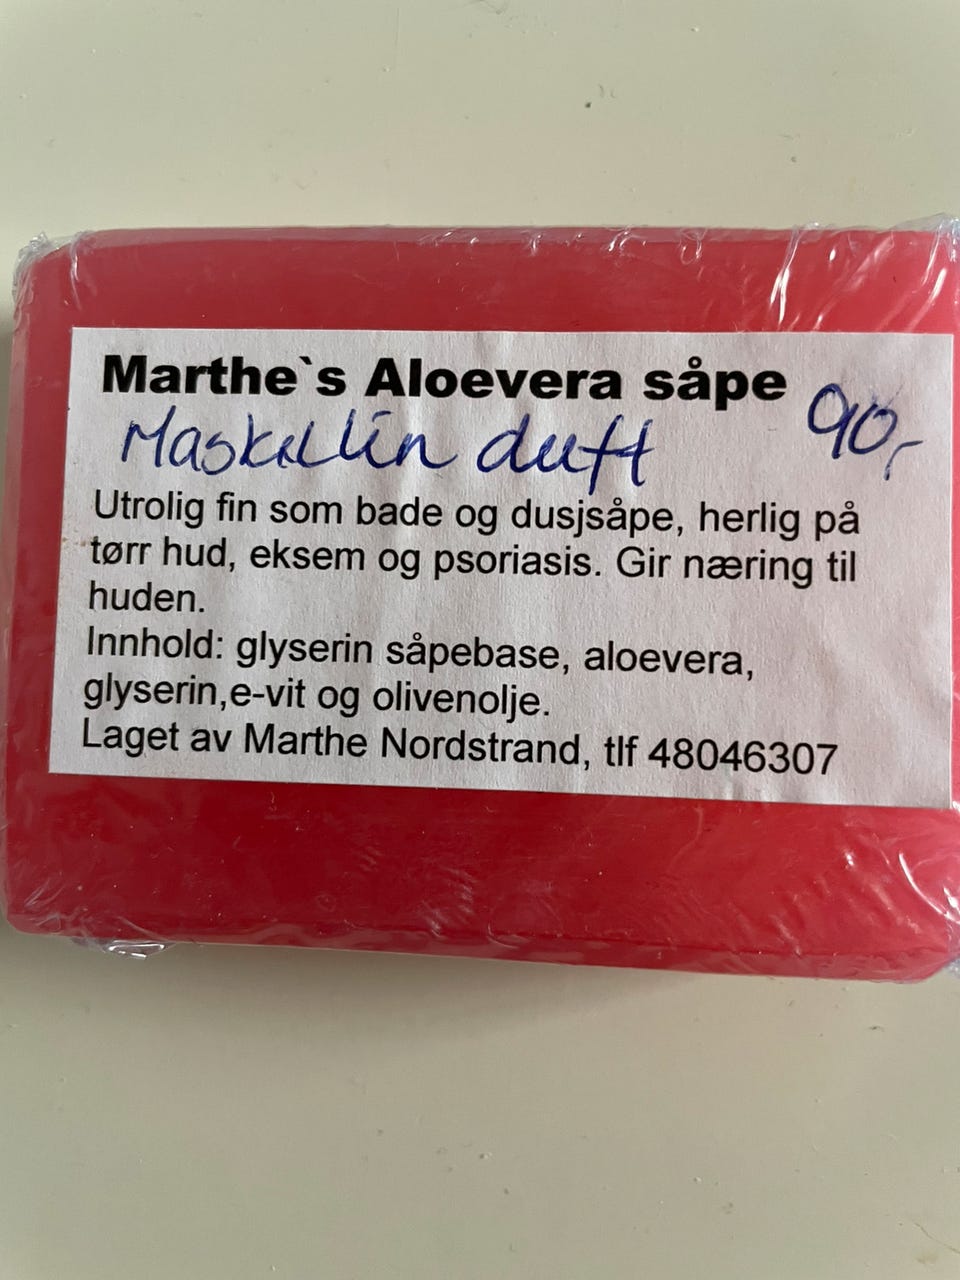 Marthe`s Aloevera såpe
Maskulin duft 90,-
Utrolig fin som bade og dusjsåpe, herlig på
tørr hud, eksem og psoriasis. Gir næring til
huden.
Innhold: glyserin såpebase, aloevera,
glyserin,e-vit og olivenolje.
Laget av Marthe Nordstrand, tlf 48046307